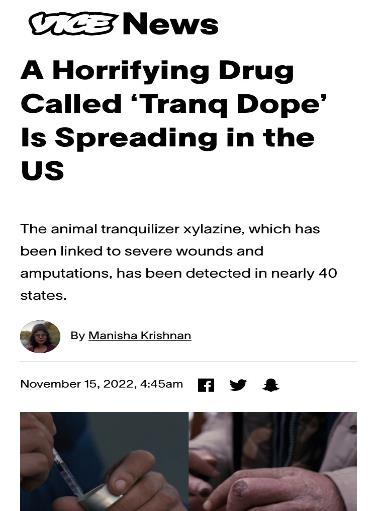 VICE News
A Horrifying Drug
Called ‘Tranq Dope’
Is Spreading in the
US
The animal tranquilizer xylazine, which has
been linked to severe wounds and
amputations, has been detected in nearly 40
states.
By Manisha Krishnan
November 15, 2022, 4:45am